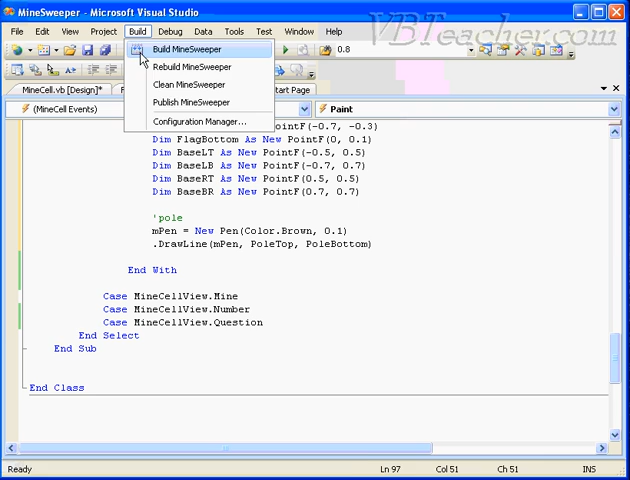 MineSweeper - Microsoft Visual Studio
VBTeacher.com
File Edit View Project Build Debug Data Tools Test Window Help
Build MineSweeper
0.8
Rebuild MineSweeper
Clean MineSweeper
MineCell.vb [Design]*
F
art Page
Publish MineSweeper
(MineCell Events)
Paint
Configuration Manager...
PointF(-0.7, -0.3)
Dim FlagBottom As New PointF(0, 0.1)
Dim BaseLT As New PointF(-0.5, 0.5)
Dim BaseLB As New PointF(-0.7, 0.7)
Dim BaseRT As New PointF(0.5, 0.5)
Dim BaseBR As New PointF(0.7, 0.7)
'pole
mPen = New Pen(Color.Brown, 0.1)
.DrawLine(mPen, PoleTop, PoleBottom)
End With
Case MineCellView.Mine
Case MineCellView.Number
Case MineCellView.Question
End Select
End Sub
End Class
Ready Ln 97 Col 51 Ch 51 INS